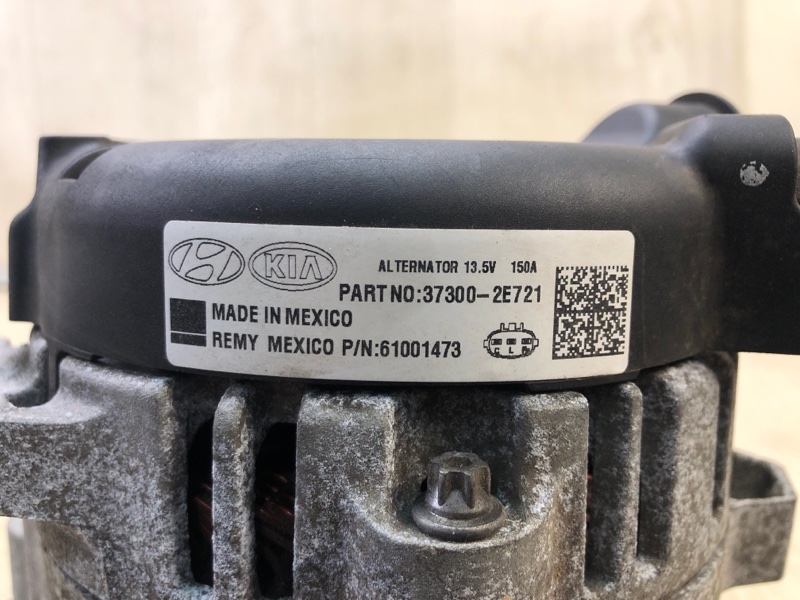 KIA
ALTERNATOR 13.5V 150A
PART NO:37300-2E721
MADE IN MEXICO
REMY MEXICO P/N:61001473
L